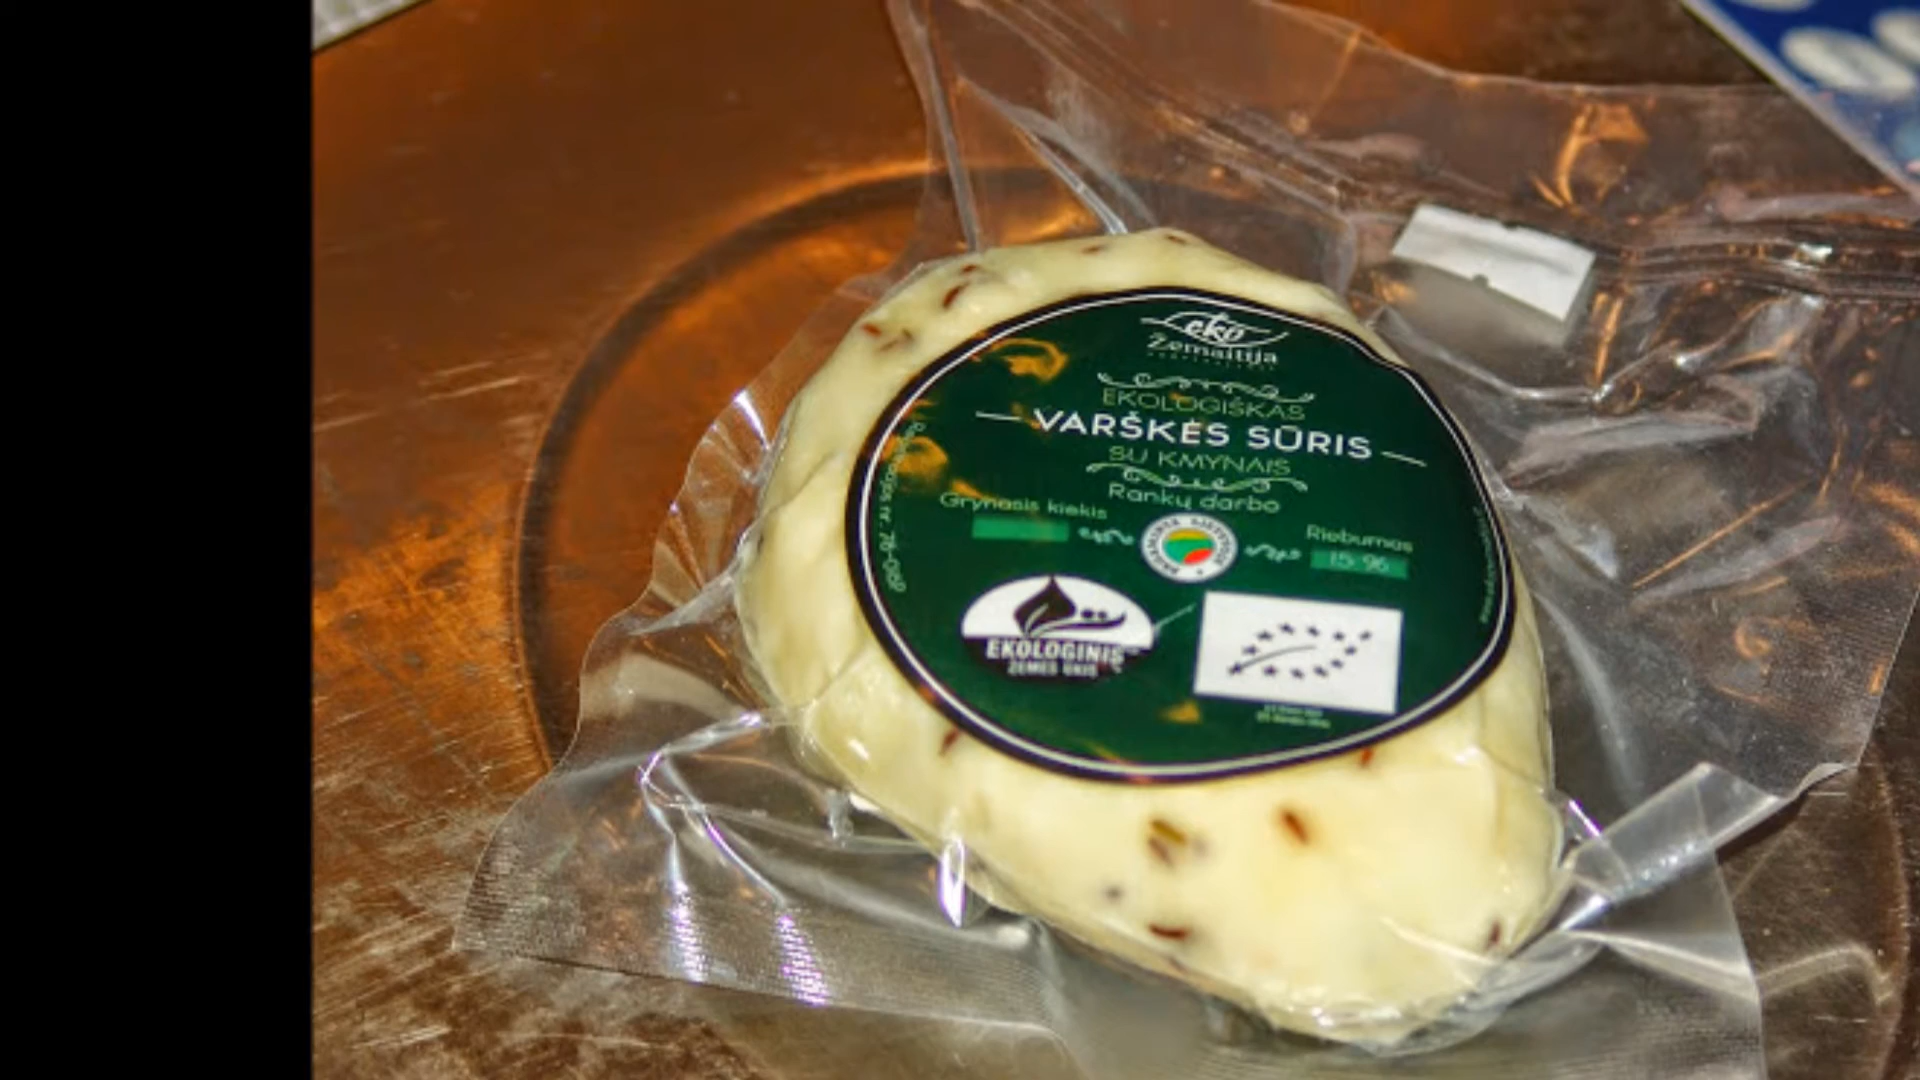 eko
Žemaitija
EKOLOGIŠKAS
VARŠKĖS SŪRIS
SU KMYNAIS
Rankų darbo
Grynasis kiekis
Riebumas
15 %
EKOLOGINIS
ŽEMĖS ŪKIS